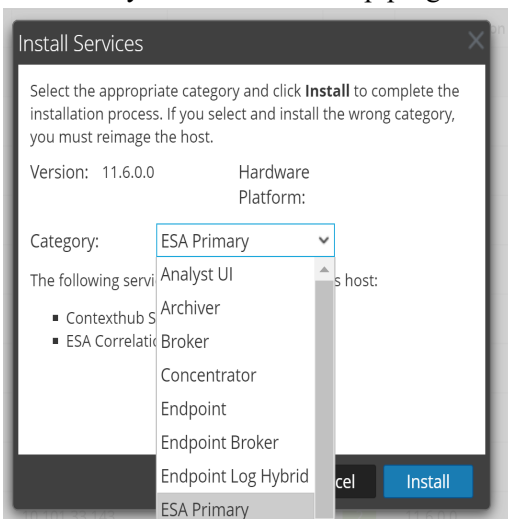 Install Services
Select the appropriate category and click Install to complete the
installation process. If you select and install the wrong category,
you must reimage the host.
Version: 11.6.0.0 Hardware
Platform:
Category: ESA Primary
The following servi s host:
Contexthub S
ESA Correlatio
Analyst UI
Archiver
Broker
Concentrator
Endpoint
Endpoint Broker
Endpoint Log Hybrid
ESA Primary
cel Install